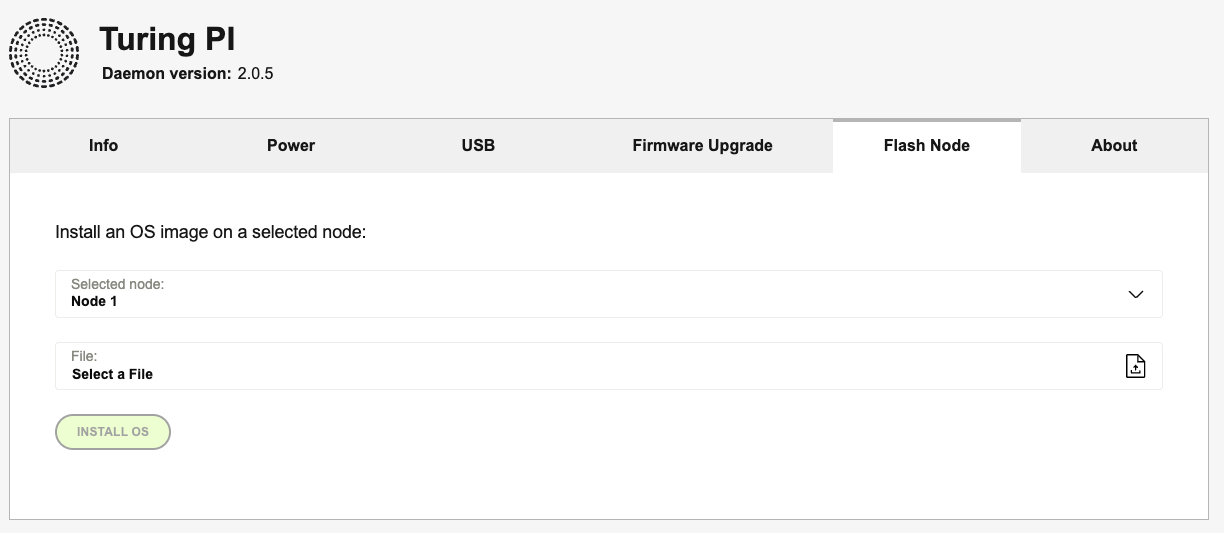 Turing PI
Daemon version: 2.0.5
Info Power USB Firmware Upgrade Flash Node About
Install an OS image on a selected node:
Selected node:
Node 1
File:
Select a File
INSTALL OS